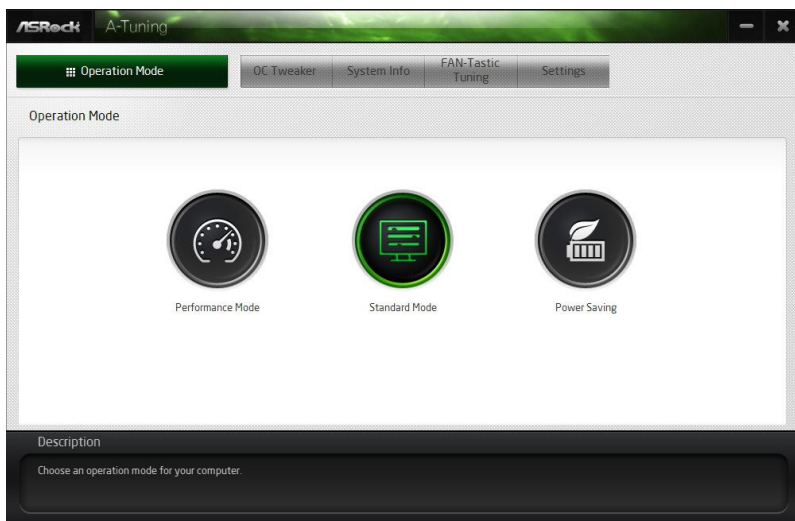 ASRock A-Tuning
Operation Mode OC Tweaker System Info FAN-Tastic Tuning Settings
Operation Mode
Performance Mode Standard Mode Power Saving
Description
Choose an operation mode for your computer.